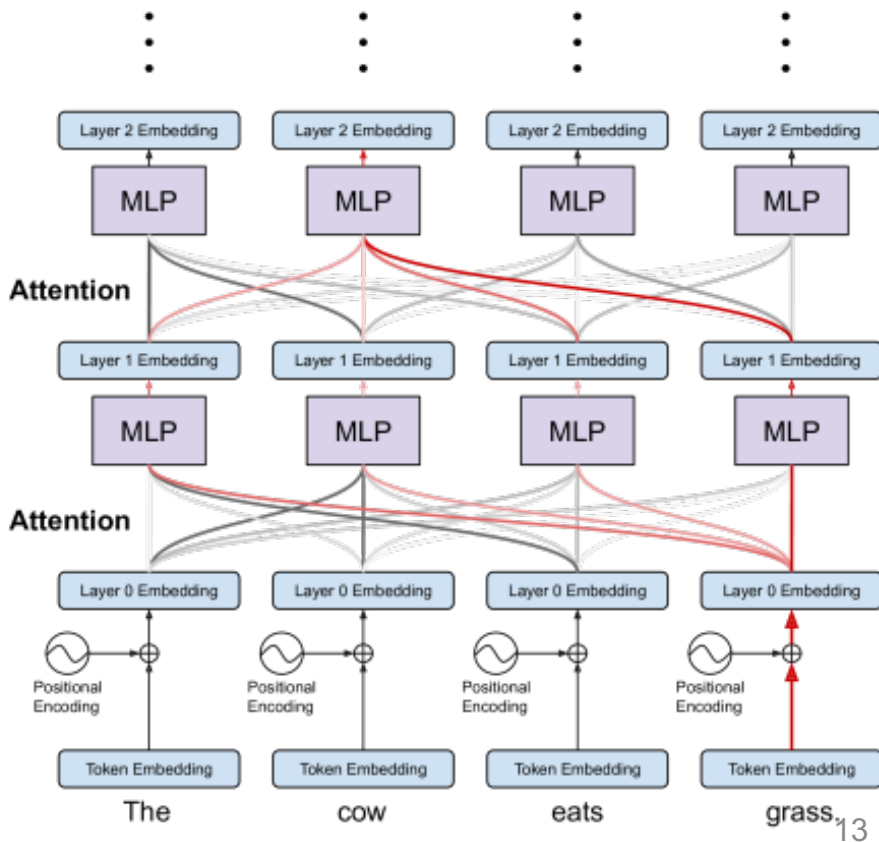 Layer 2 Embedding Layer 2 Embedding Layer 2 Embedding Layer 2 Embedding
MLP MLP MLP MLP
Attention
Layer 1 Embedding Layer 1 Embedding Layer 1 Embedding Layer 1 Embedding
MLP MLP MLP MLP
Attention
Layer 0 Embedding Layer 0 Embedding Layer 0 Embedding Layer 0 Embedding
Positional Positional Positional Positional
Encoding Encoding Encoding Encoding
Token Embedding Token Embedding Token Embedding Token Embedding
The cow eats grass.
13